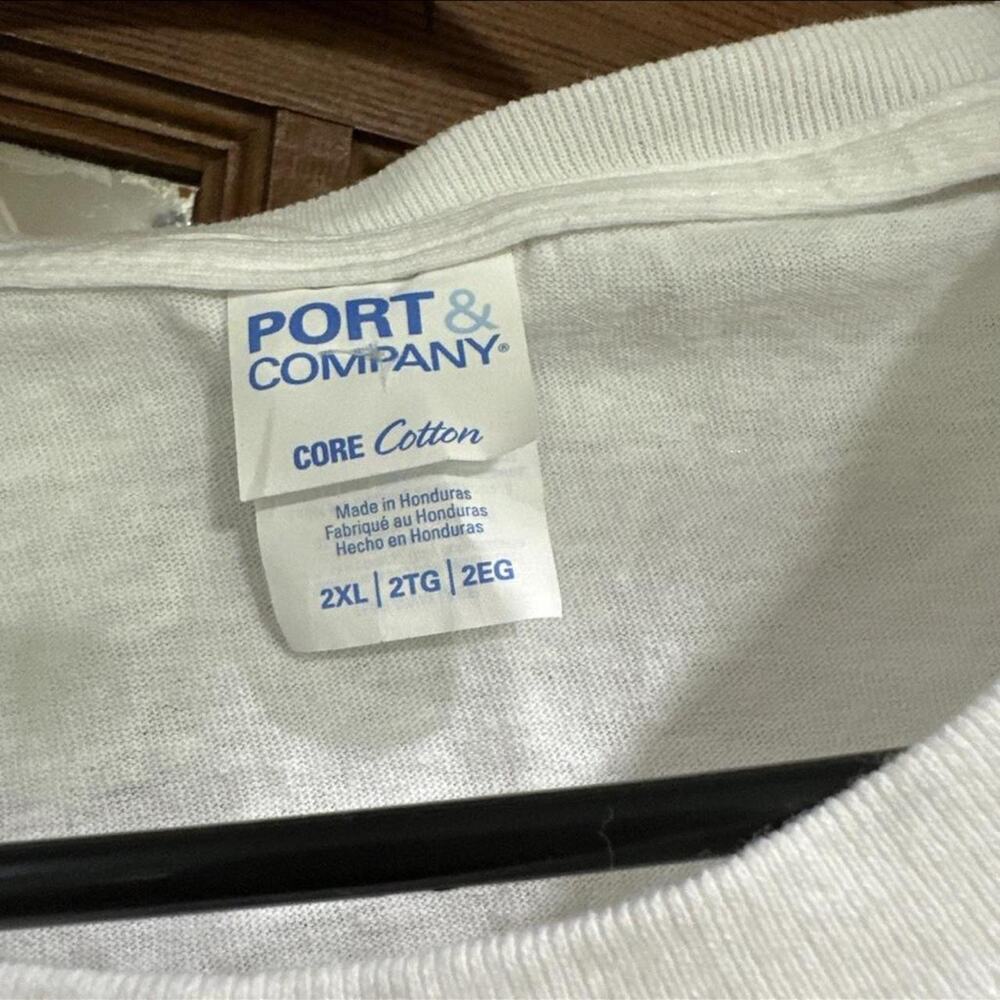 PORT &
COMPANY®
CORE Cotton
Made in Honduras
Fabriqué au Honduras
Hecho en Honduras
2XL | 2TG | 2EG